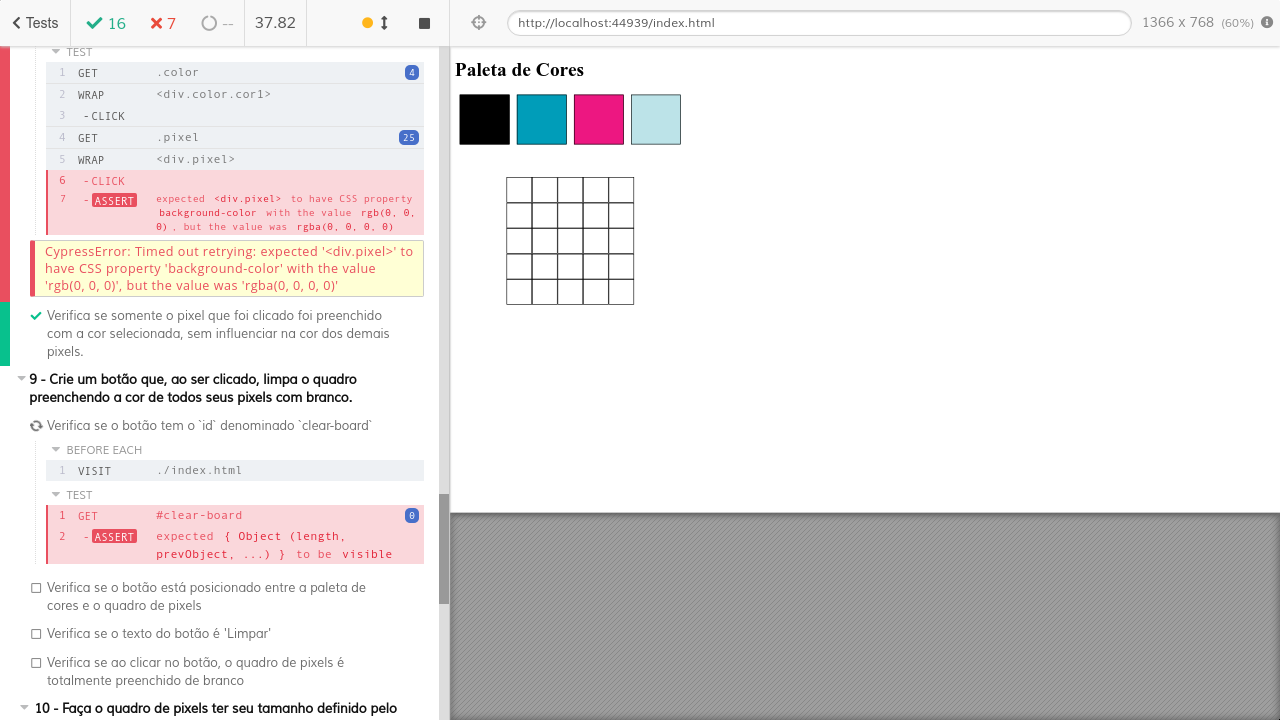 Tests 16 7 -- 37.82 http://localhost:44939/index.html 1366 x 768 (60%)
TEST
1 GET .color 4
2 WRAP <div.color.cor1>
3 -CLICK
4 GET .pixel 25
5 WRAP <div.pixel>
6 -CLICK
7 -ASSERT expected <div.pixel> to have CSS property
background-color with the value rgb(0, 0,
0), but the value was rgba(0, 0, 0, 0)
CypressError: Timed out retrying: expected '<div.pixel>' to
have CSS property 'background-color' with the value
'rgb(0, 0, 0)', but the value was 'rgba(0, 0, 0, 0)'
Verifica se somente o pixel que foi clicado foi preenchido
com a cor selecionada, sem influenciar na cor dos demais
pixels.
9 - Crie um botão que, ao ser clicado, limpa o quadro
preenchendo a cor de todos seus pixels com branco.
Verifica se o botão tem o `id` denominado `clear-board`
BEFORE EACH
1 VISIT ./index.html
TEST
1 GET #clear-board 0
2 -ASSERT expected { Object (length,
prevObject, ...) } to be visible
Verifica se o botão está posicionado entre a paleta de
cores e o quadro de pixels
Verifica se o texto do botão é 'Limpar'
Verifica se ao clicar no botão, o quadro de pixels é
totalmente preenchido de branco
10 - Faça o quadro de pixels ter seu tamanho definido pelo
Paleta de Cores